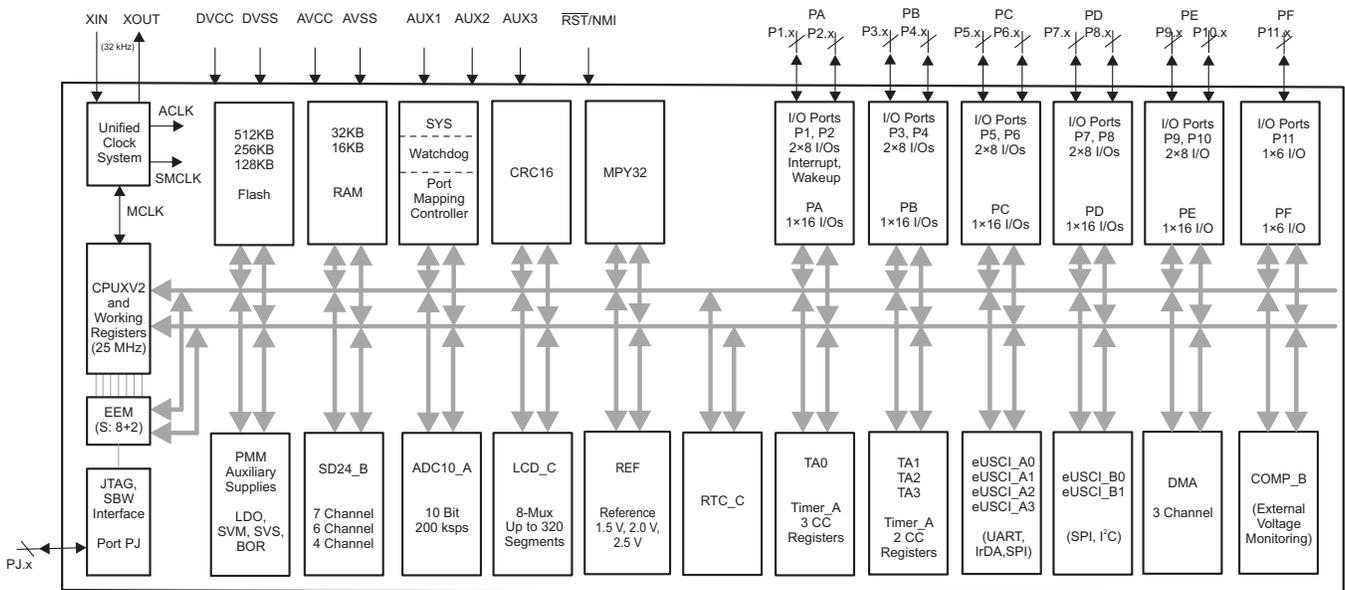 XIN XOUT DVCC DVSS AVCC AVSS AUX1 AUX2 AUX3 RST/NMI
(32 kHz)
PA
P1.x P2.x
PB
P3.x P4.x
PC
P5.x P6.x
PD
P7.x P8.x
PE
P9.x P10.x
PF
P11.x
Unified
Clock
System
ACLK
SMCLK
MCLK
512KB
256KB
128KB
Flash
32KB
16KB
RAM
SYS
Watchdog
Port
Mapping
Controller
CRC16
MPY32
I/O Ports
P1, P2
2×8 I/Os
Interrupt,
Wakeup
PA
1×16 I/Os
I/O Ports
P3, P4
2×8 I/Os
PB
1×16 I/Os
I/O Ports
P5, P6
2×8 I/Os
PC
1×16 I/Os
I/O Ports
P7, P8
2×8 I/Os
PD
1×16 I/Os
I/O Ports
P9, P10
2×8 I/O
PE
1×16 I/O
I/O Ports
P11
1×6 I/O
PF
1×6 I/O
CPUXV2
and
Working
Registers
(25 MHz)
EEM
(S: 8+2)
JTAG,
SBW
Interface
Port PJ
PJ.x
PMM
Auxiliary
Supplies
LDO,
SVM, SVS,
BOR
SD24_B
7 Channel
6 Channel
4 Channel
ADC10_A
10 Bit
200 ksps
LCD_C
8-Mux
Up to 320
Segments
REF
Reference
1.5 V, 2.0 V,
2.5 V
RTC_C
TA0
Timer_A
3 CC
Registers
TA1
TA2
TA3
Timer_A
2 CC
Registers
eUSCI_A0
eUSCI_A1
eUSCI_A2
eUSCI_A3
(UART,
IrDA,SPI)
eUSCI_B0
eUSCI_B1
(SPI, I²C)
DMA
3 Channel
COMP_B
(External
Voltage
Monitoring)